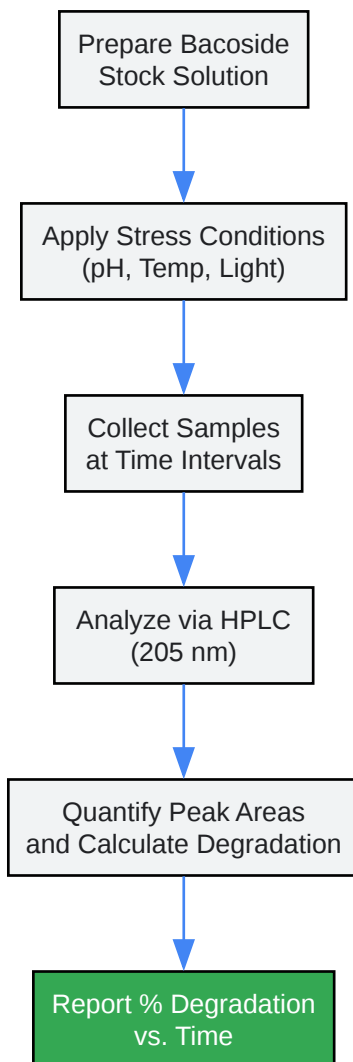 Prepare Bacoside
Stock Solution
Apply Stress Conditions
(pH, Temp, Light)
Collect Samples
at Time Intervals
Analyze via HPLC
(205 nm)
Quantify Peak Areas
and Calculate Degradation
Report % Degradation
vs. Time